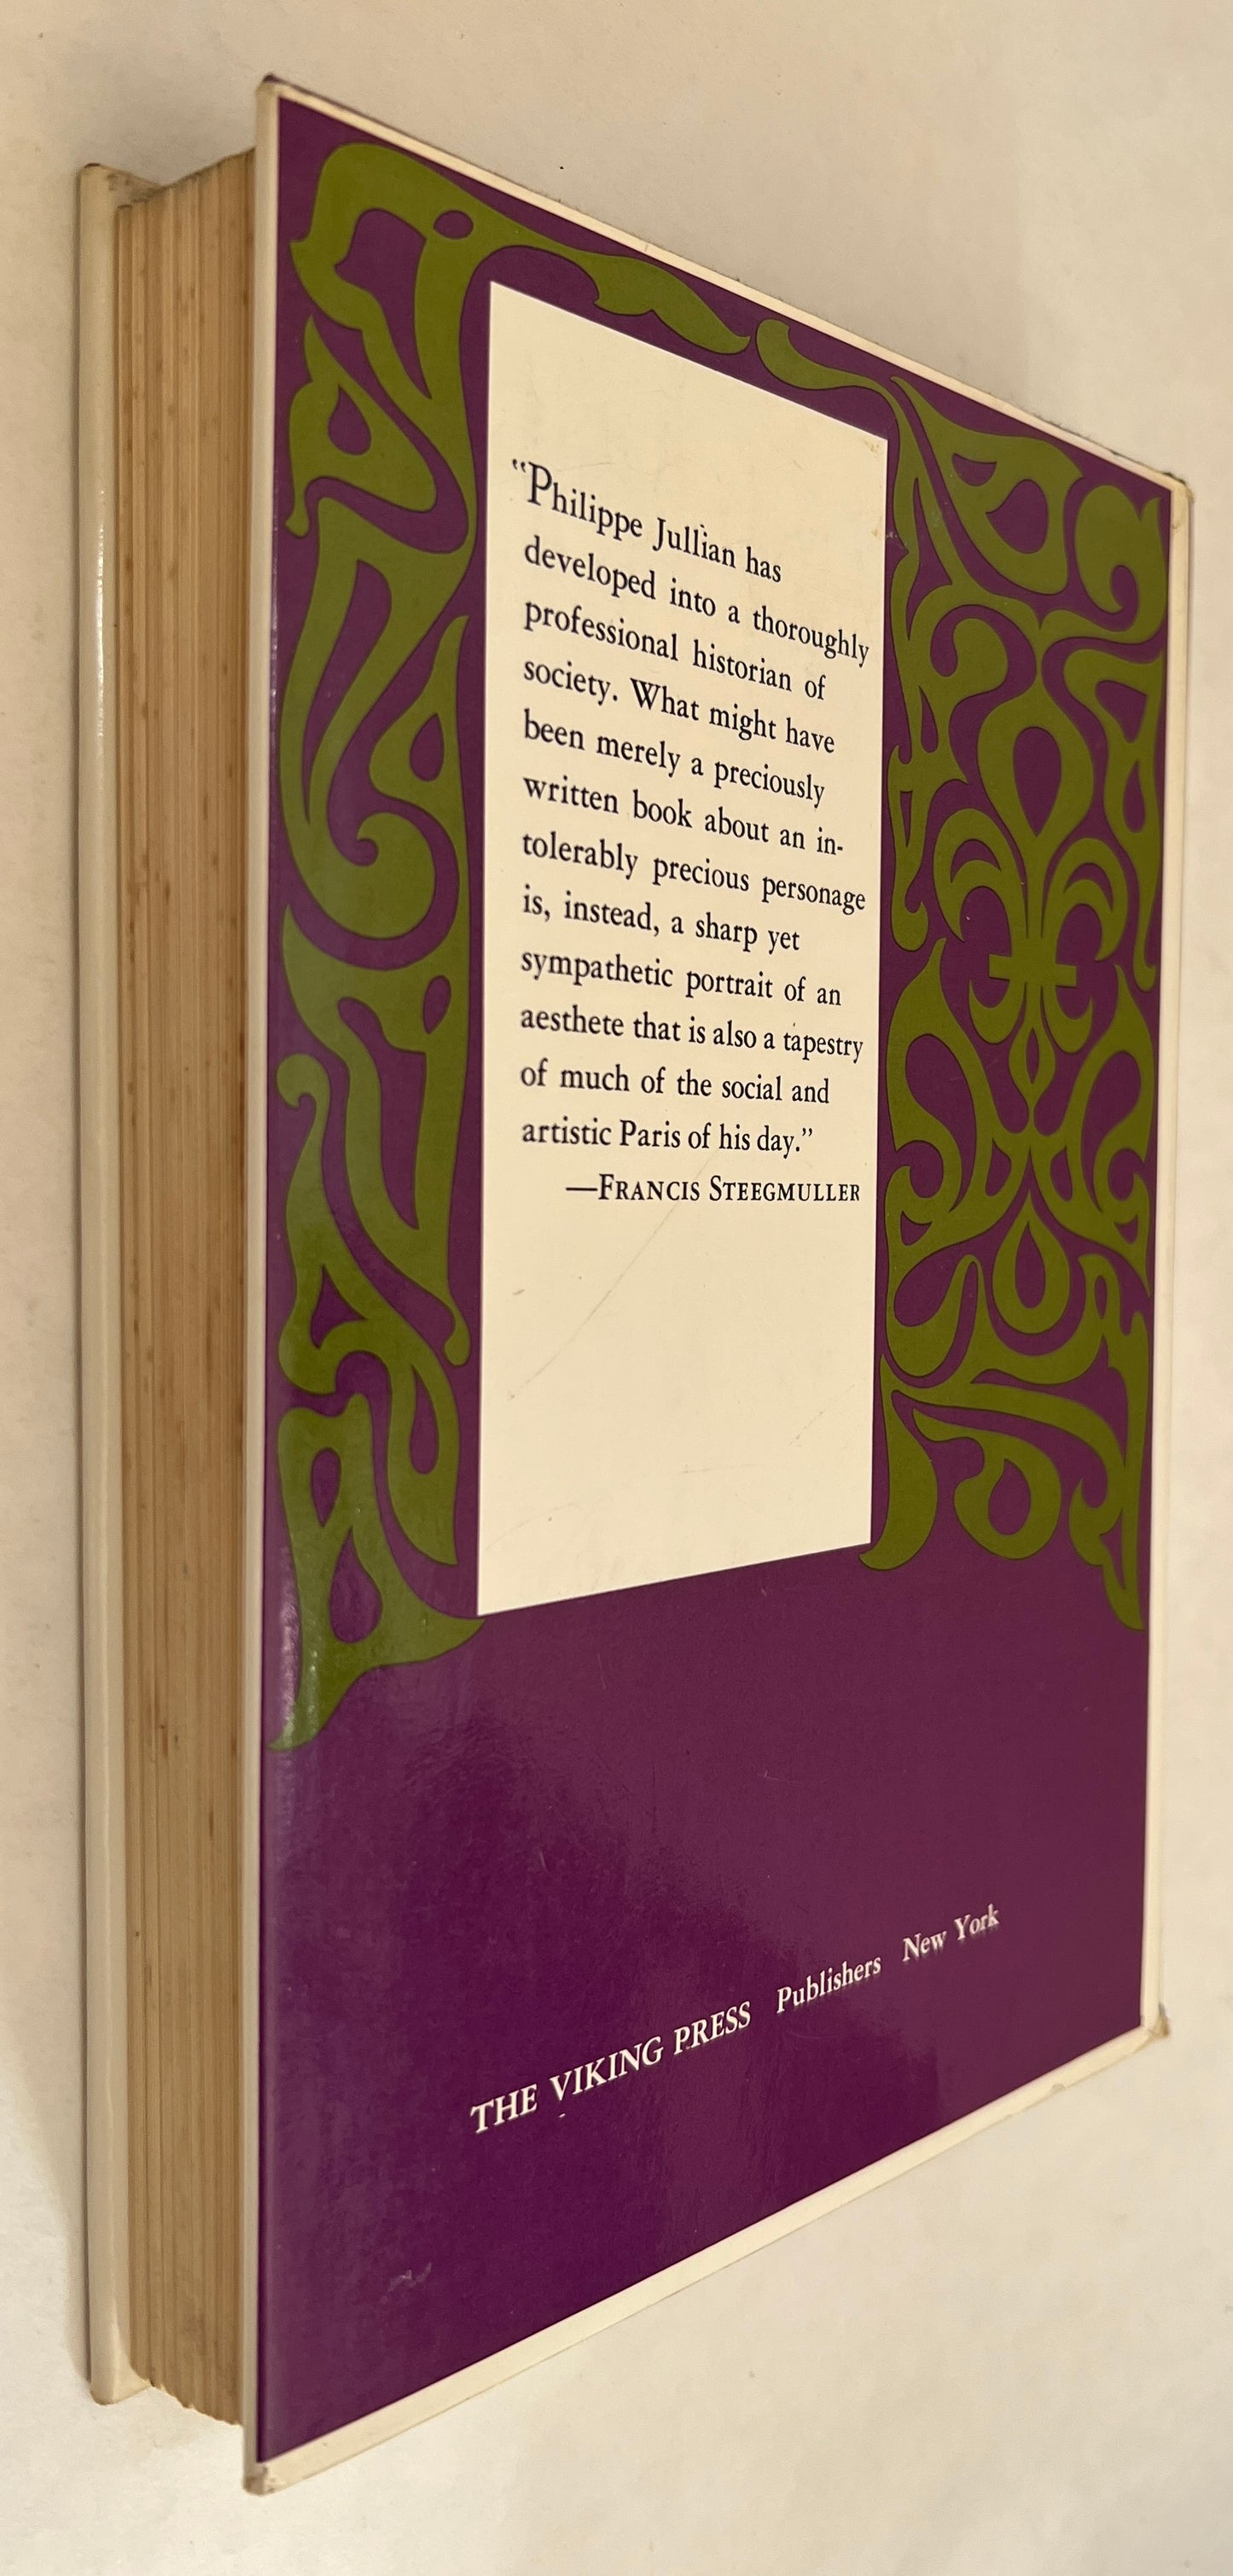 "Philippe Jullian has
developed into a thoroughly
professional historian of
society. What might have
been merely a preciously
written book about an in-
tolerably precious personage
is, instead, a sharp yet
sympathetic portrait of an
aesthete that is also a tapestry
of much of the social and
artistic Paris of his day."
—FRANCIS STEEGMULLER
THE VIKING PRESS Publishers New York